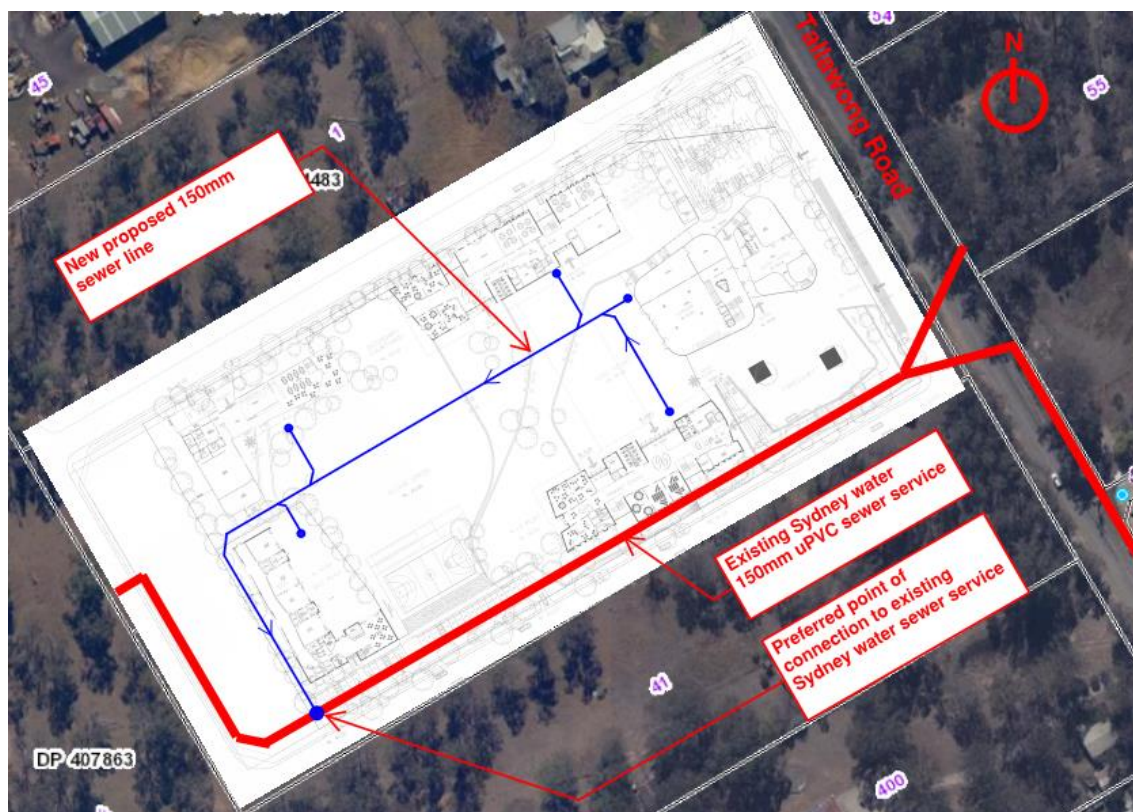 54
45
N
55
Tallawong Road
1
483
New proposed 150mm
sewer line
Existing Sydney water
150mm uPVC sewer service
Preferred point of
connection to existing
Sydney water sewer service
41
DP 407863
400